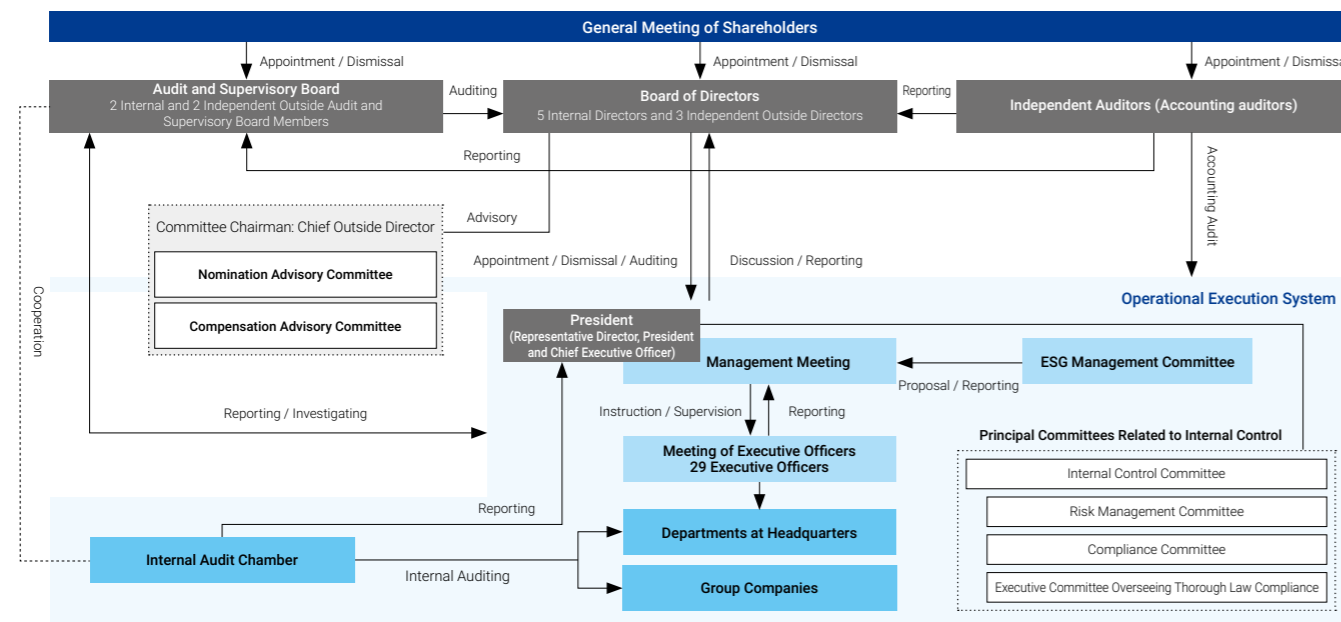 General Meeting of Shareholders
Appointment / Dismissal
Appointment / Dismissal
Appointment / Dismissa
Audit and Supervisory Board
2 Internal and 2 Independent Outside Audit and
Supervisory Board Members
Auditing
Board of Directors
5 Internal Directors and 3 Independent Outside Directors
Reporting
Independent Auditors (Accounting auditors)
Reporting
Accounting Audit
Committee Chairman: Chief Outside Director
Advisory
Nomination Advisory Committee
Compensation Advisory Committee
Appointment / Dismissal / Auditing
Discussion / Reporting
Cooperation
Operational Execution System
President
(Representative Director, President
and Chief Executive Officer)
Management Meeting
ESG Management Committee
Proposal / Reporting
Reporting / Investigating
Instruction / Supervision
Reporting
Meeting of Executive Officers
29 Executive Officers
Principal Committees Related to Internal Control
Internal Control Committee
Risk Management Committee
Compliance Committee
Executive Committee Overseeing Thorough Law Compliance
Reporting
Internal Audit Chamber
Internal Auditing
Departments at Headquarters
Group Companies